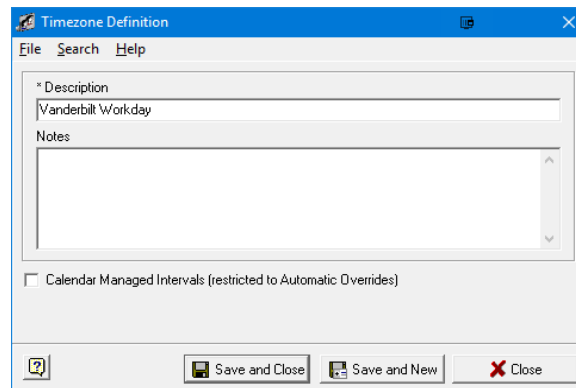 Timezone Definition
File Search Help
* Description
Vanderbilt Workday
Notes
Calendar Managed Intervals (restricted to Automatic Overrides)
Save and Close Save and New Close